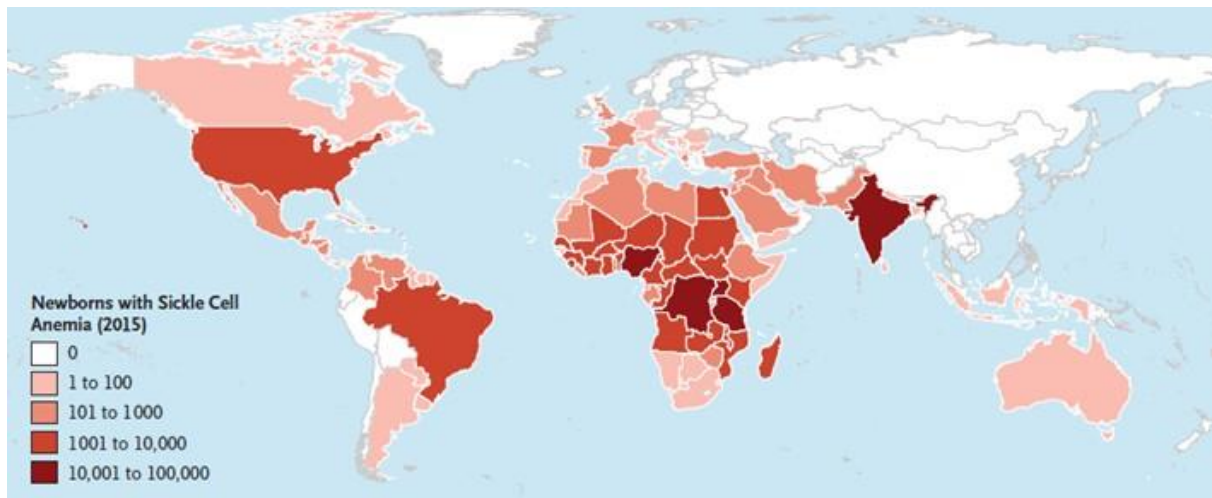 Newborns with Sickle Cell
Anemia (2015)
0
1 to 100
101 to 1000
1001 to 10,000
10,001 to 100,000